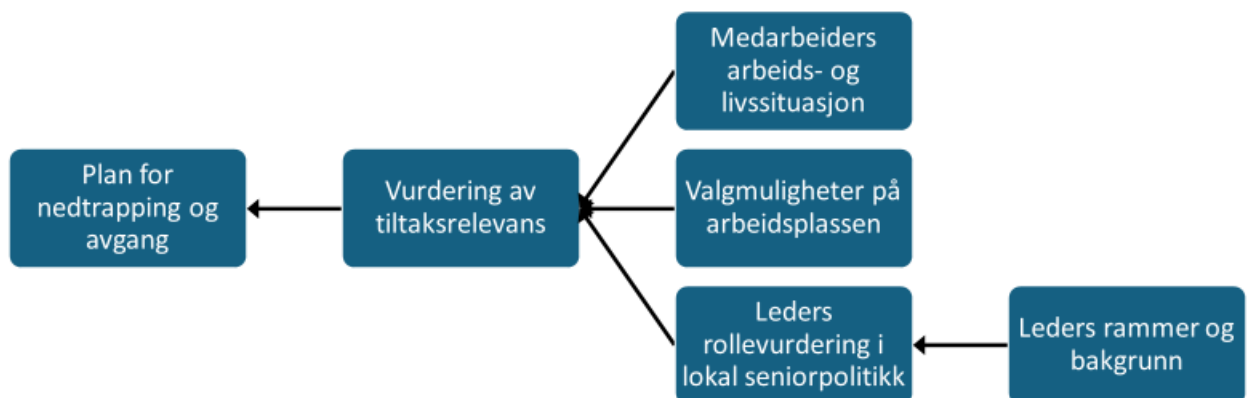 Plan for
nedtrapping og
avgang
Vurdering av
tiltaksrelevans
Medarbeiders
arbeids- og
livssituasjon
Valgmuligheter på
arbeidsplassen
Leders
rollevurdering i
lokal seniorpolitikk
Leders rammer og
bakgrunn